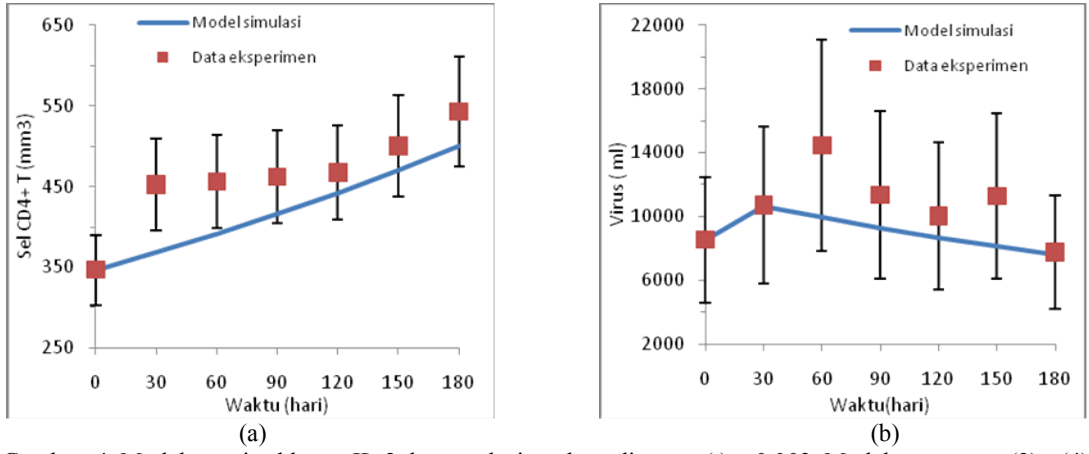 650
550
450
350
250
Sel CD4+ T (mm3)
Model simulasi
Data eksperimen
0 30 60 90 120 150 180
Waktu (hari)
(a)
22000
18000
14000
10000
6000
2000
Virus ( ml)
Model simulasi
Data eksperimen
0 30 60 90 120 150 180
Waktu(hari)
(b)